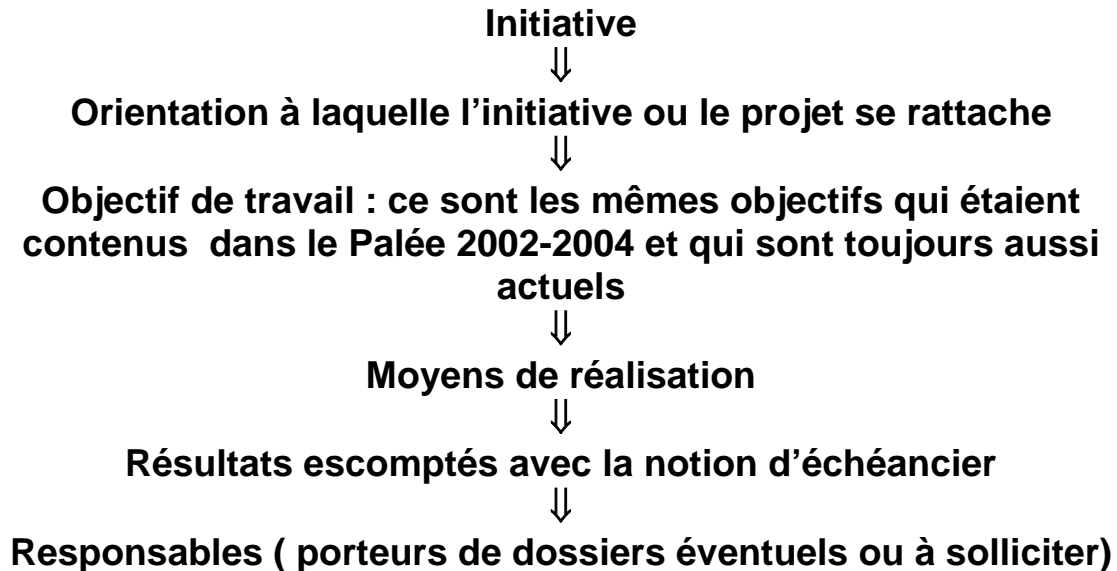 Initiative
⇓
Orientation à laquelle l’initiative ou le projet se rattache
⇓
Objectif de travail : ce sont les mêmes objectifs qui étaient
contenus  dans le Palée 2002-2004 et qui sont toujours aussi
actuels
⇓
Moyens de réalisation
⇓
Résultats escomptés avec la notion d’échéancier
⇓
Responsables ( porteurs de dossiers éventuels ou à solliciter)